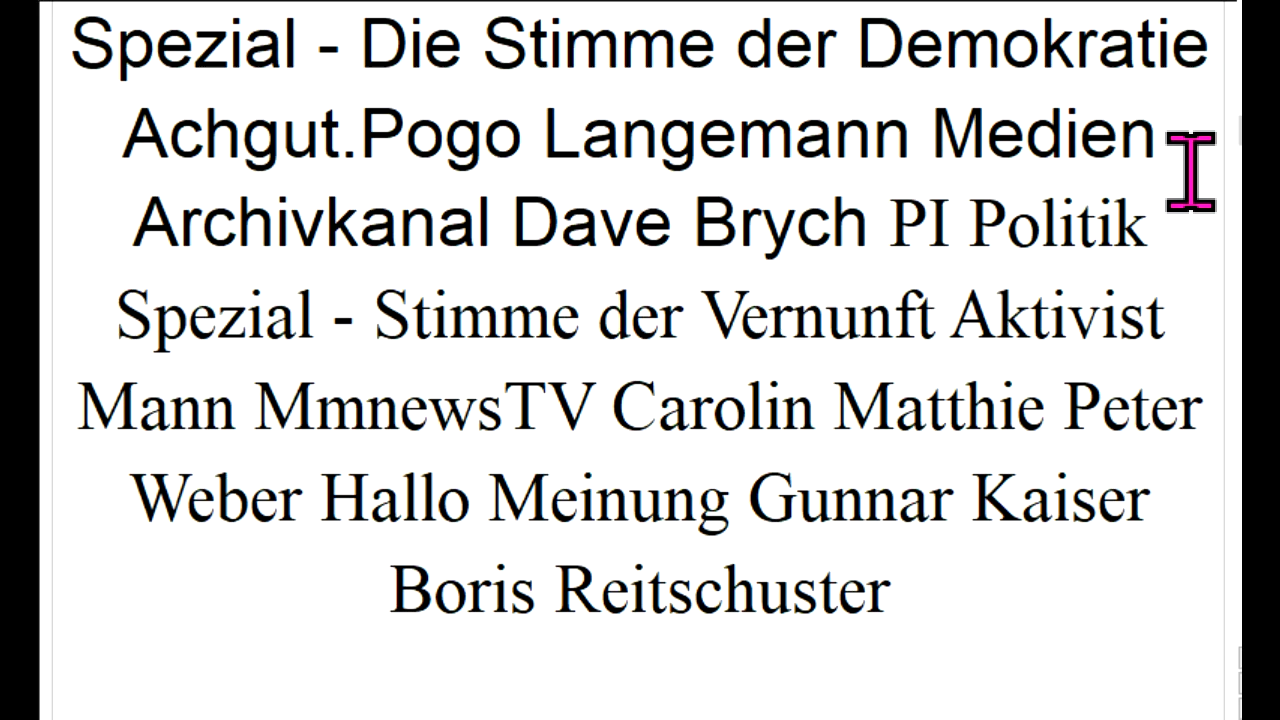 Spezial - Die Stimme der Demokratie
Achgut.Pogo Langemann Medien
Archivkanal Dave Brych PI Politik
Spezial - Stimme der Vernunft Aktivist
Mann MmnewsTV Carolin Matthie Peter
Weber Hallo Meinung Gunnar Kaiser
Boris Reitschuster